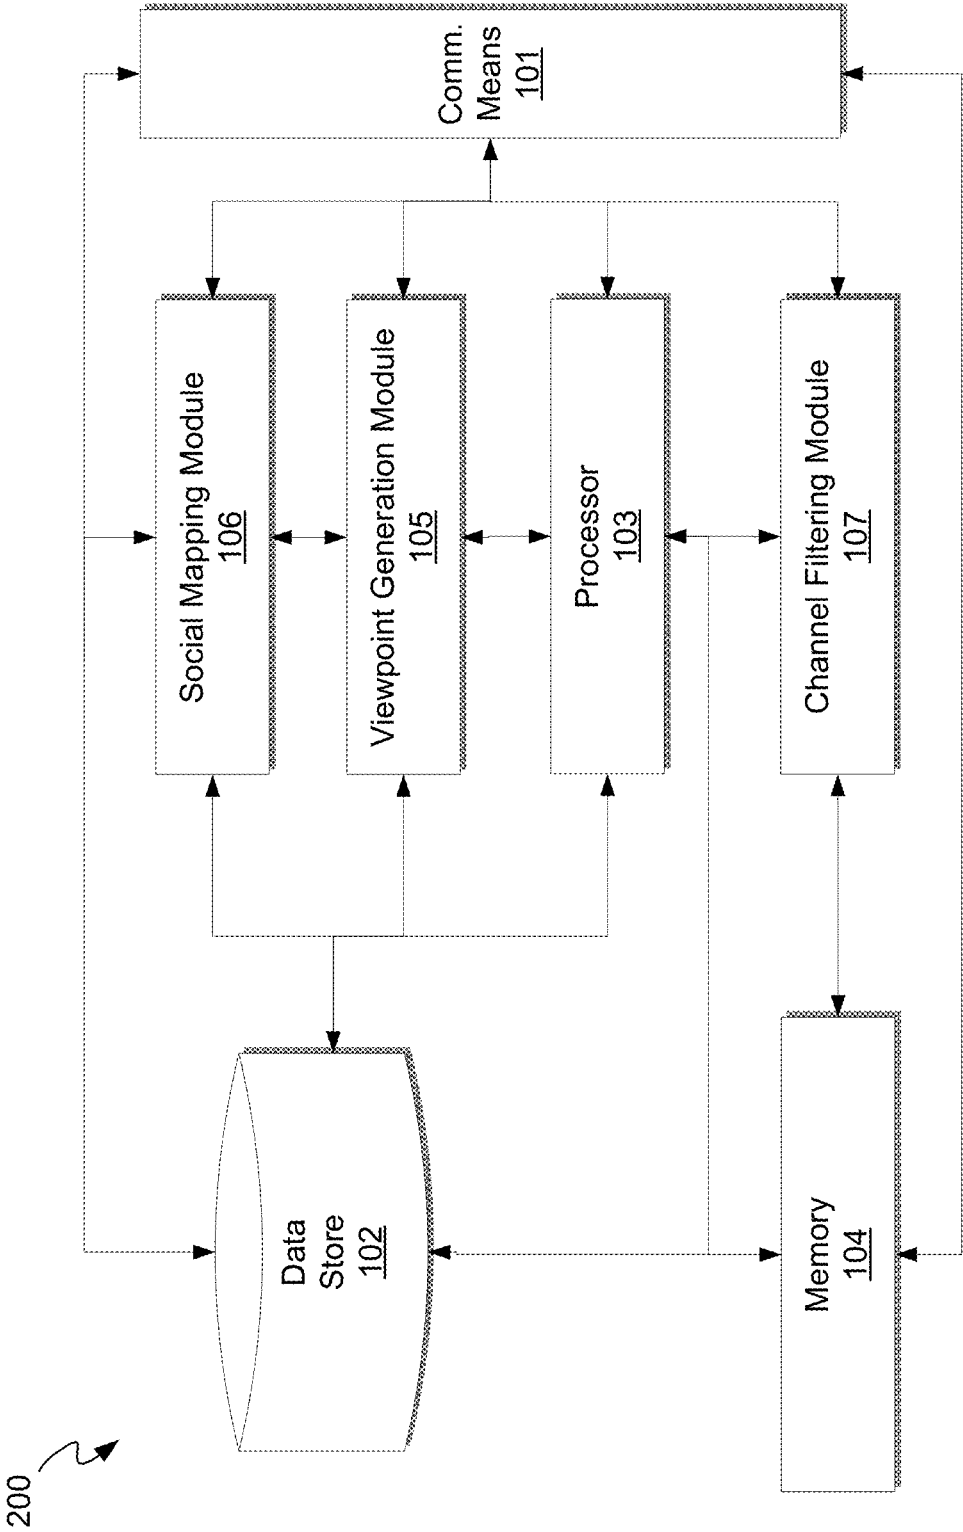 200
Data
Store
102
Memory
104
Social Mapping Module
106
Viewpoint Generation Module
105
Processor
103
Channel Filtering Module
107
Comm.
Means
101